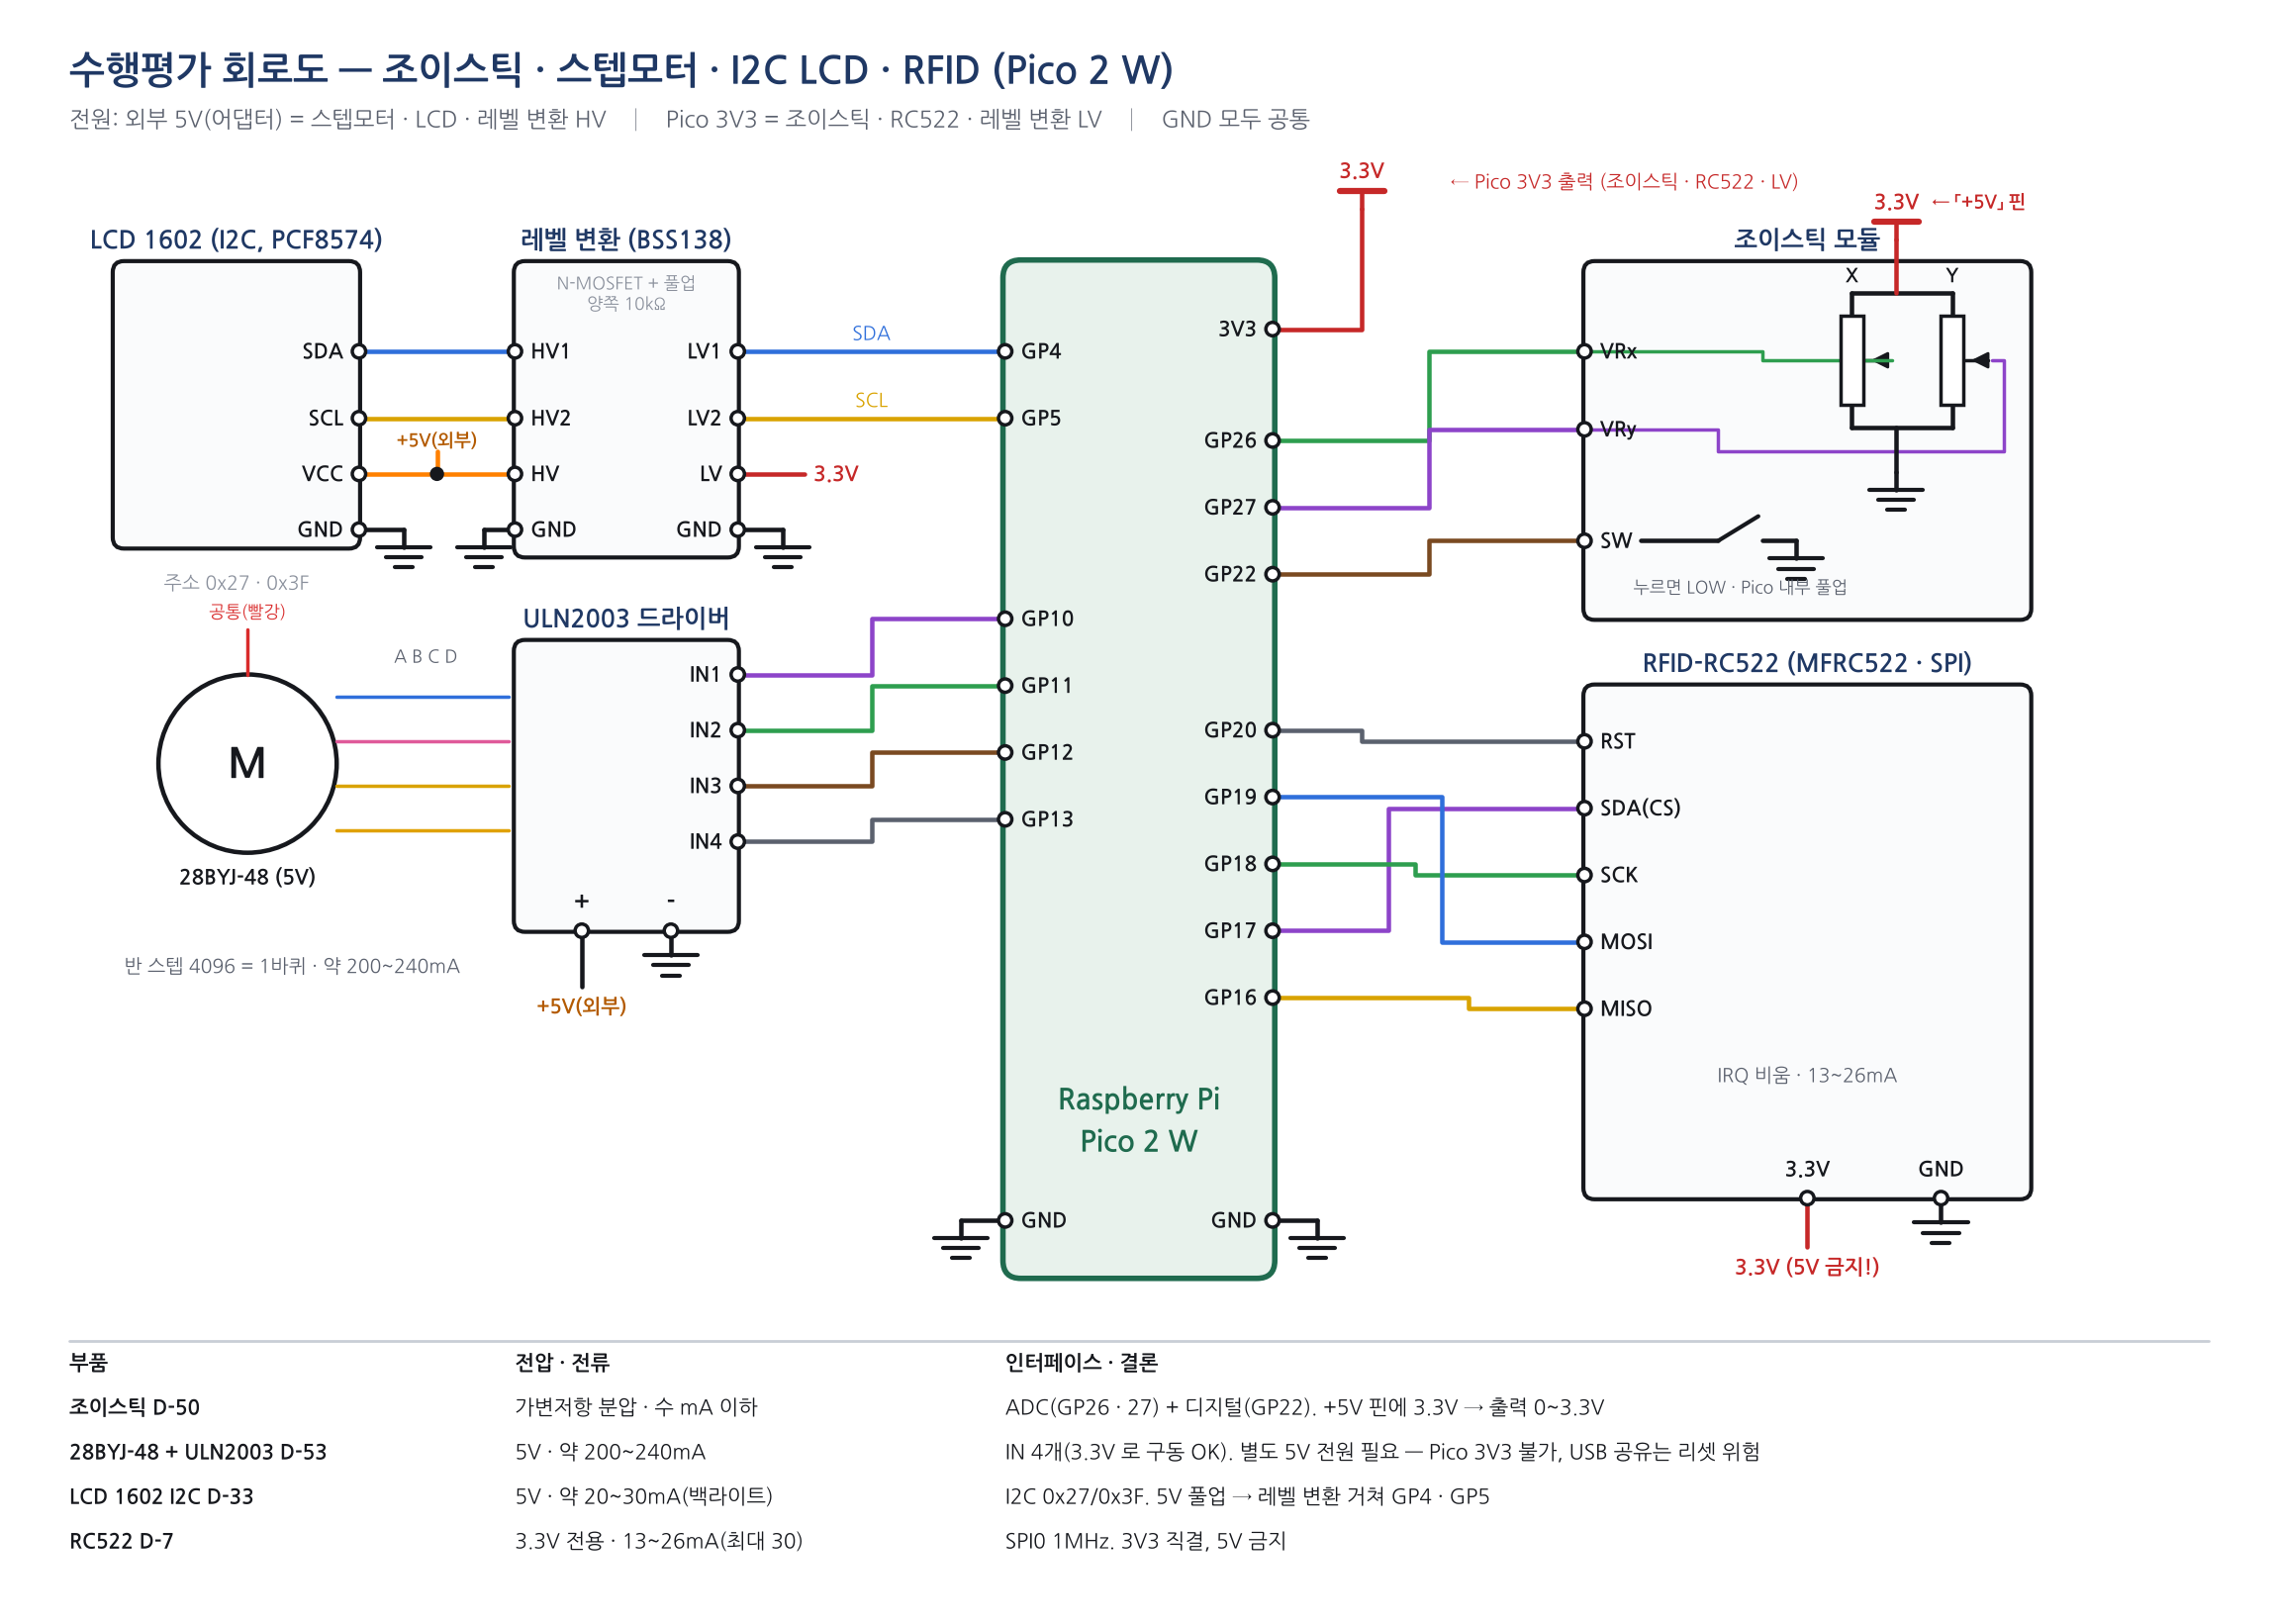 수행평가 회로도 — 조이스틱 · 스텝모터 · I2C LCD · RFID (Pico 2 W)
전원: 외부 5V(어댑터) = 스텝모터 · LCD · 레벨 변환 HV | Pico 3V3 = 조이스틱 · RC522 · 레벨 변환 LV | GND 모두 공통
3.3V
← Pico 3V3 출력 (조이스틱 · RC522 · LV)
3.3V ←「+5V」핀
LCD 1602 (I2C, PCF8574)
SDA
SCL
VCC
GND
주소 0x27 · 0x3F
+5V(외부)
레벨 변환 (BSS138)
N-MOSFET + 풀업
양쪽 10kΩ
HV1
HV2
HV
GND
LV1
LV2
LV
GND
SDA
SCL
3.3V
공통(빨강)
A B C D
M
28BYJ-48 (5V)
반 스텝 4096 = 1바퀴 · 약 200~240mA
ULN2003 드라이버
IN1
IN2
IN3
IN4
+
-
+5V(외부)
GP4
GP5
GP10
GP11
GP12
GP13
GND
3V3
GP26
GP27
GP22
GP20
GP19
GP18
GP17
GP16
GND
Raspberry Pi
Pico 2 W
조이스틱 모듈
X
Y
VRx
VRy
SW
누르면 LOW · Pico 내부 풀업
RFID-RC522 (MFRC522 · SPI)
RST
SDA(CS)
SCK
MOSI
MISO
IRQ 비움 · 13~26mA
3.3V
GND
3.3V (5V 금지!)
부품 전압 · 전류 인터페이스 · 결론
조이스틱 D-50 가변저항 분압 · 수 mA 이하 ADC(GP26 · 27) + 디지털(GP22). +5V 핀에 3.3V → 출력 0~3.3V
28BYJ-48 + ULN2003 D-53 5V · 약 200~240mA IN 4개(3.3V 로 구동 OK). 별도 5V 전원 필요 — Pico 3V3 불가, USB 공유는 리셋 위험
LCD 1602 I2C D-33 5V · 약 20~30mA(백라이트) I2C 0x27/0x3F. 5V 풀업 → 레벨 변환 거쳐 GP4 · GP5
RC522 D-7 3.3V 전용 · 13~26mA(최대 30) SPI0 1MHz. 3V3 직결, 5V 금지